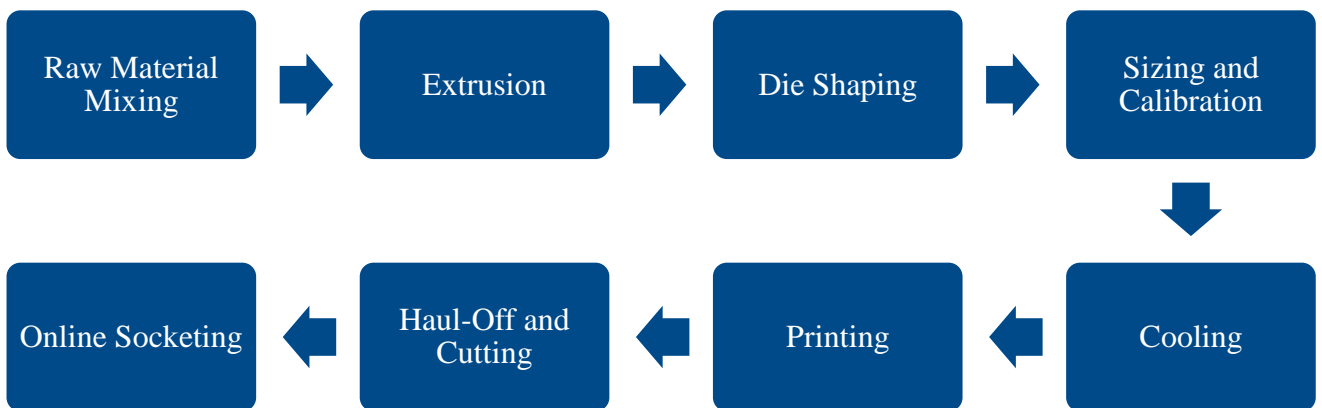 Raw Material
Mixing
Extrusion
Die Shaping
Sizing and
Calibration
Cooling
Printing
Haul-Off and
Cutting
Online Socketing